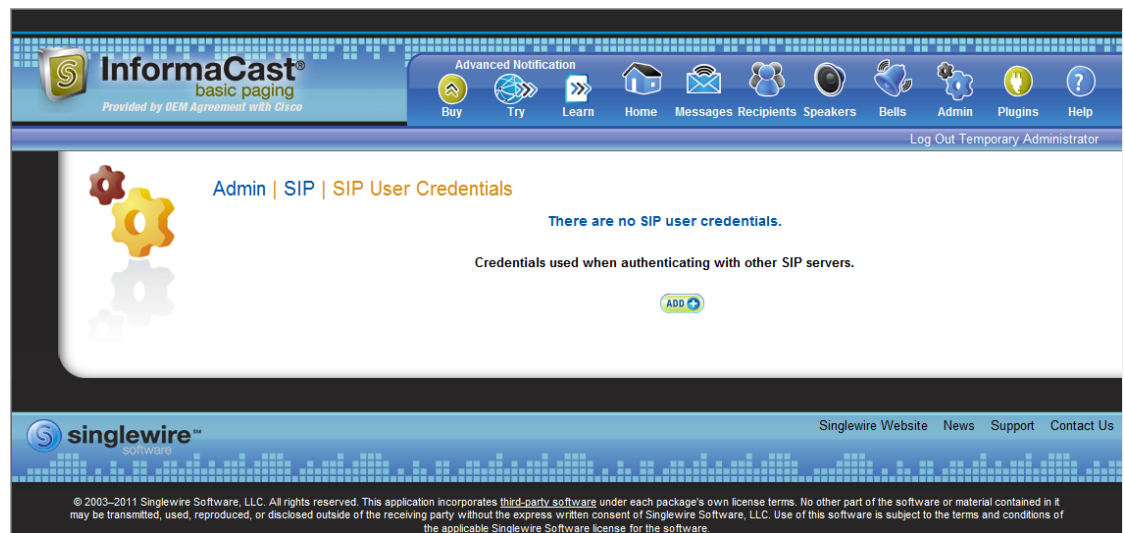 InformaCast®
basic paging
Provided by OEM Agreement with Cisco
Advanced Notification
Buy Try Learn Home Messages Recipients Speakers Bells Admin Plugins Help
Log Out Temporary Administrator
Admin | SIP | SIP User Credentials
There are no SIP user credentials.
Credentials used when authenticating with other SIP servers.
ADD
singlewire℠
software
Singlewire Website News Support Contact Us
© 2003–2011 Singlewire Software, LLC. All rights reserved. This application incorporates third-party software under each package's own license terms. No other part of the software or material contained in it
may be transmitted, used, reproduced, or disclosed outside of the receiving party without the express written consent of Singlewire Software, LLC. Use of this software is subject to the terms and conditions of
the applicable Singlewire Software license for the software.